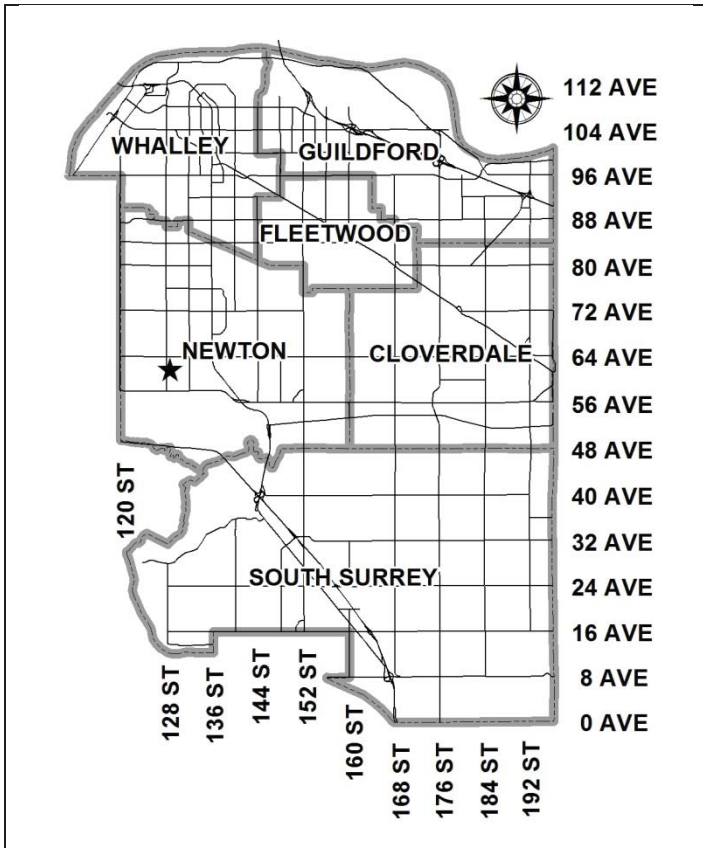 112 AVE
104 AVE
WHALLEY
GUILDFORD
96 AVE
88 AVE
FLEETWOOD
80 AVE
72 AVE
NEWTON
CLOVERDALE
64 AVE
56 AVE
48 AVE
120 ST
40 AVE
32 AVE
SOUTH SURREY
24 AVE
16 AVE
128 ST
136 ST
144 ST
152 ST
160 ST
8 AVE
0 AVE
168 ST
176 ST
184 ST
192 ST